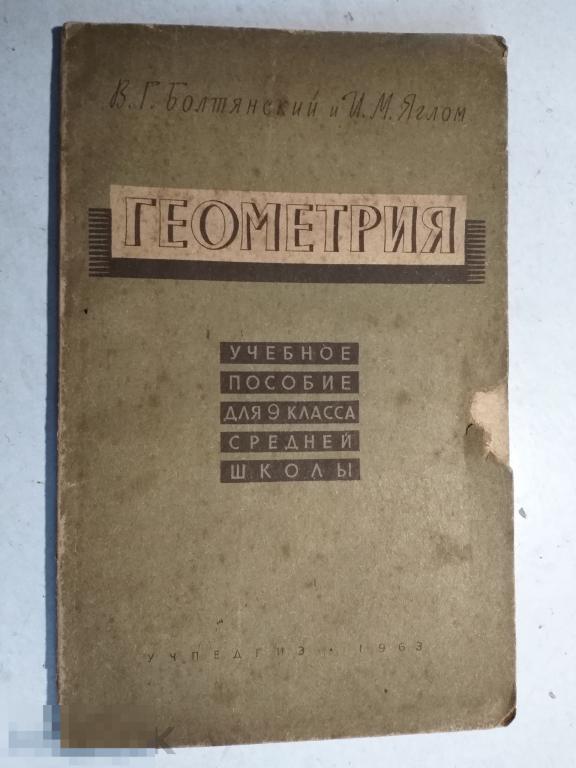 В. Г. Болтянский и И. М. Яглом
ГЕОМЕТРИЯ
УЧЕБНОЕ
ПОСОБИЕ
ДЛЯ 9 КЛАССА
СРЕДНЕЙ
ШКОЛЫ
УЧПЕДГИЗ • 1963